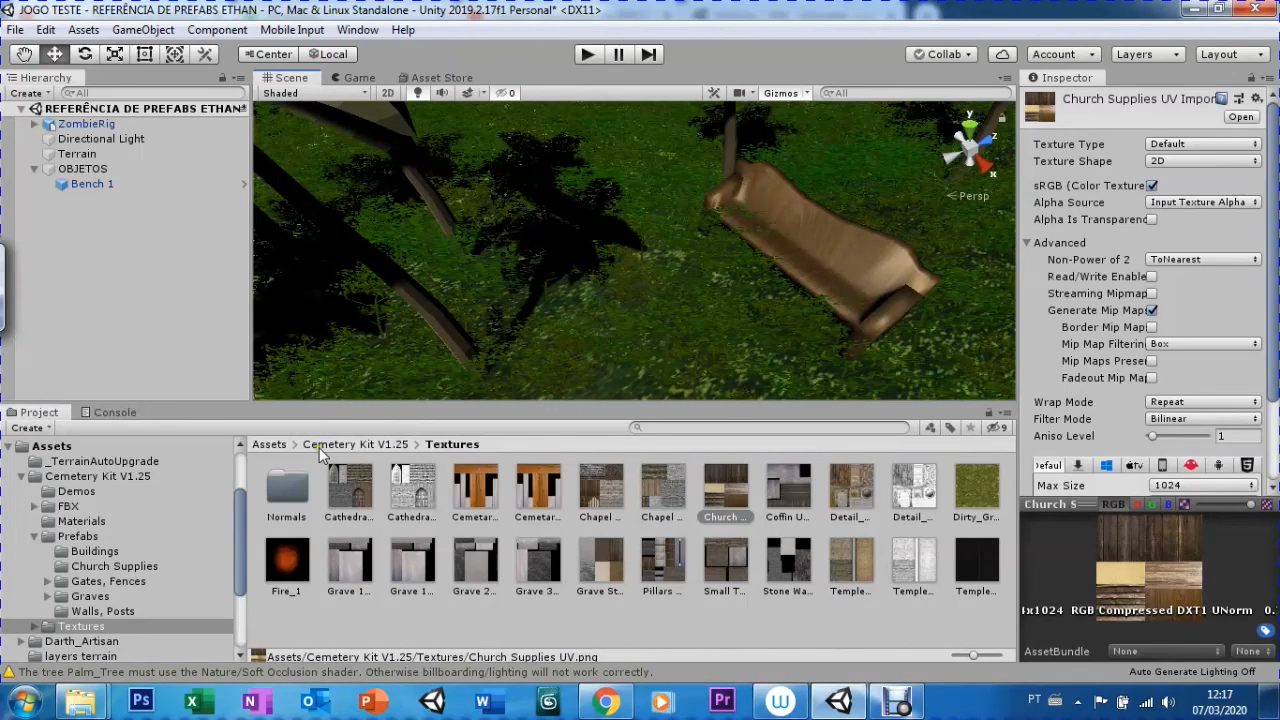 JOGO TESTE - REFERÊNCIA DE PREFABS ETHAN - PC, Mac & Linux Standalone - Unity 2019.2.17f1 Personal* <DX11>
File Edit Assets GameObject Component Mobile Input Window Help
Center Local Collab Account Layers Layout
Hierarchy Scene Game Asset Store Inspector
Create All Shaded 2D 0 Gizmos All
Church Supplies UV Impor
Open
REFERÊNCIA DE PREFABS ETHAN
ZombieRig
Directional Light
Terrain
OBJETOS
Bench 1
y
z
x
Persp
Texture Type Default
Texture Shape 2D
sRGB (Color Texture
Alpha Source Input Texture Alpha
Alpha Is Transparenc
Advanced
Non-Power of 2 ToNearest
Read/Write Enable
Streaming Mipmap
Generate Mip Maps
Border Mip Maps
Mip Map Filterin Box
Mip Maps Prese
Fadeout Mip Ma
Wrap Mode Repeat
Filter Mode Bilinear
Aniso Level 1
Defaul
Max Size 1024
Project Console
Create 9
Assets
_TerrainAutoUpgrade
Cemetery Kit V1.25
Demos
FBX
Materials
Prefabs
Buildings
Church Supplies
Gates, Fences
Graves
Walls, Posts
Textures
Darth_Artisan
layers terrain
Assets > Cemetery Kit V1.25 > Textures
Normals Cathedra... Cathedra... Cemetar... Cemetar... Chapel ... Chapel ... Church ... Coffin U... Detail_... Detail_... Dirty_Gr...
Fire_1 Grave 1... Grave 1... Grave 2... Grave 3... Grave St... Pillars ... Small T... Stone Wa... Temple... Temple... Temple...
Assets/Cemetery Kit V1.25/Textures/Church Supplies UV.png
Church S RGB R G B
x1024 RGB Compressed DXT1 UNorm 0.
AssetBundle None None
The tree Palm_Tree must use the Nature/Soft Occlusion shader. Otherwise billboarding/lighting will not work correctly.
Auto Generate Lighting Off
PT
12:17
07/03/2020